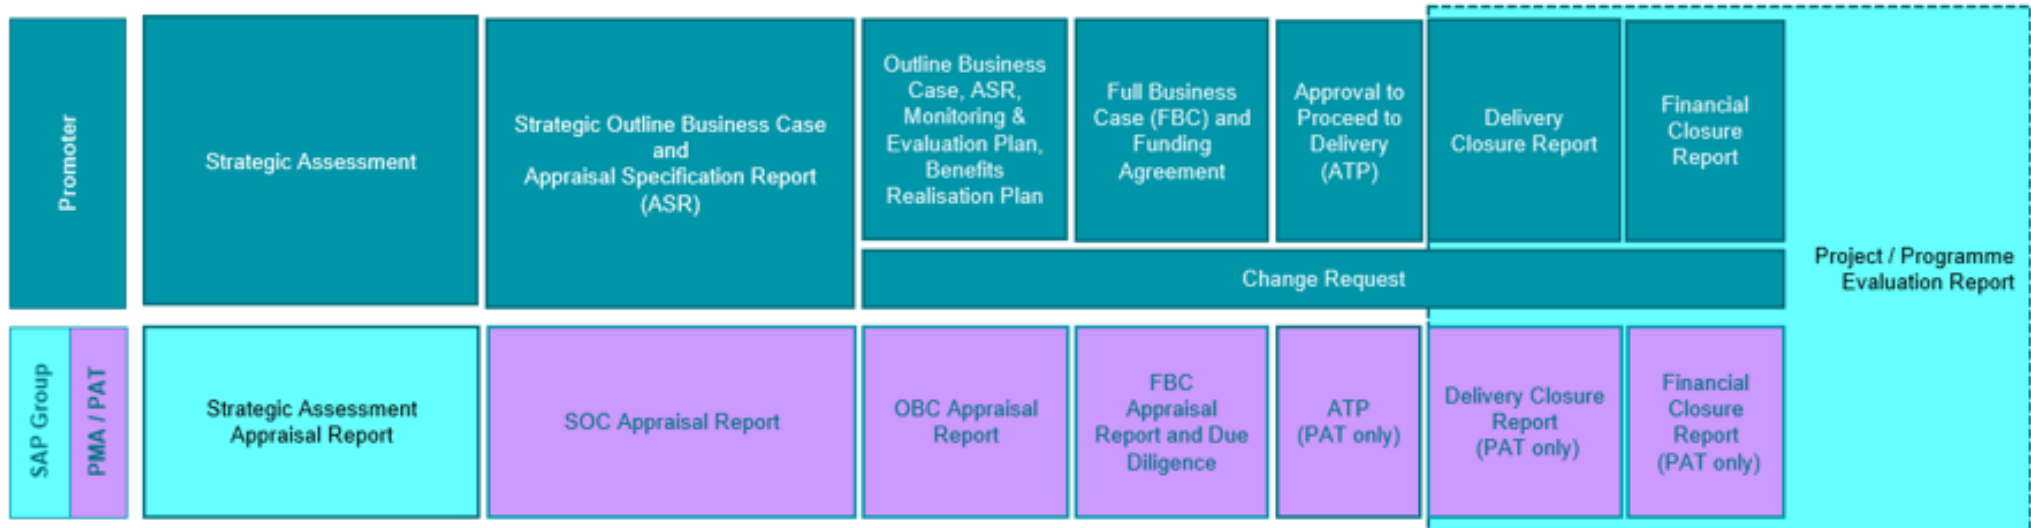 Promoter
Strategic Assessment
Strategic Outline Business Case
and
Appraisal Specification Report
(ASR)
Outline Business
Case, ASR,
Monitoring &
Evaluation Plan,
Benefits
Realisation Plan
Full Business
Case (FBC) and
Funding
Agreement
Approval to
Proceed to
Delivery
(ATP)
Delivery
Closure Report
Financial
Closure
Report
Change Request
Project / Programme
Evaluation Report
SAP Group
PMA / PAT
Strategic Assessment
Appraisal Report
SOC Appraisal Report
OBC Appraisal
Report
FBC
Appraisal
Report and Due
Diligence
ATP
(PAT only)
Delivery Closure
Report
(PAT only)
Financial
Closure
Report
(PAT only)